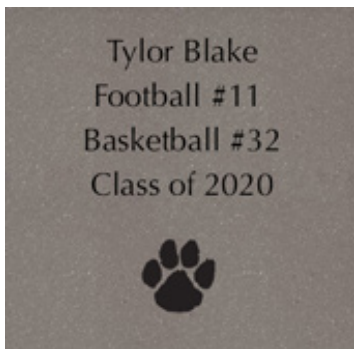 Tylor Blake
Football #11
Basketball #32
Class of 2020